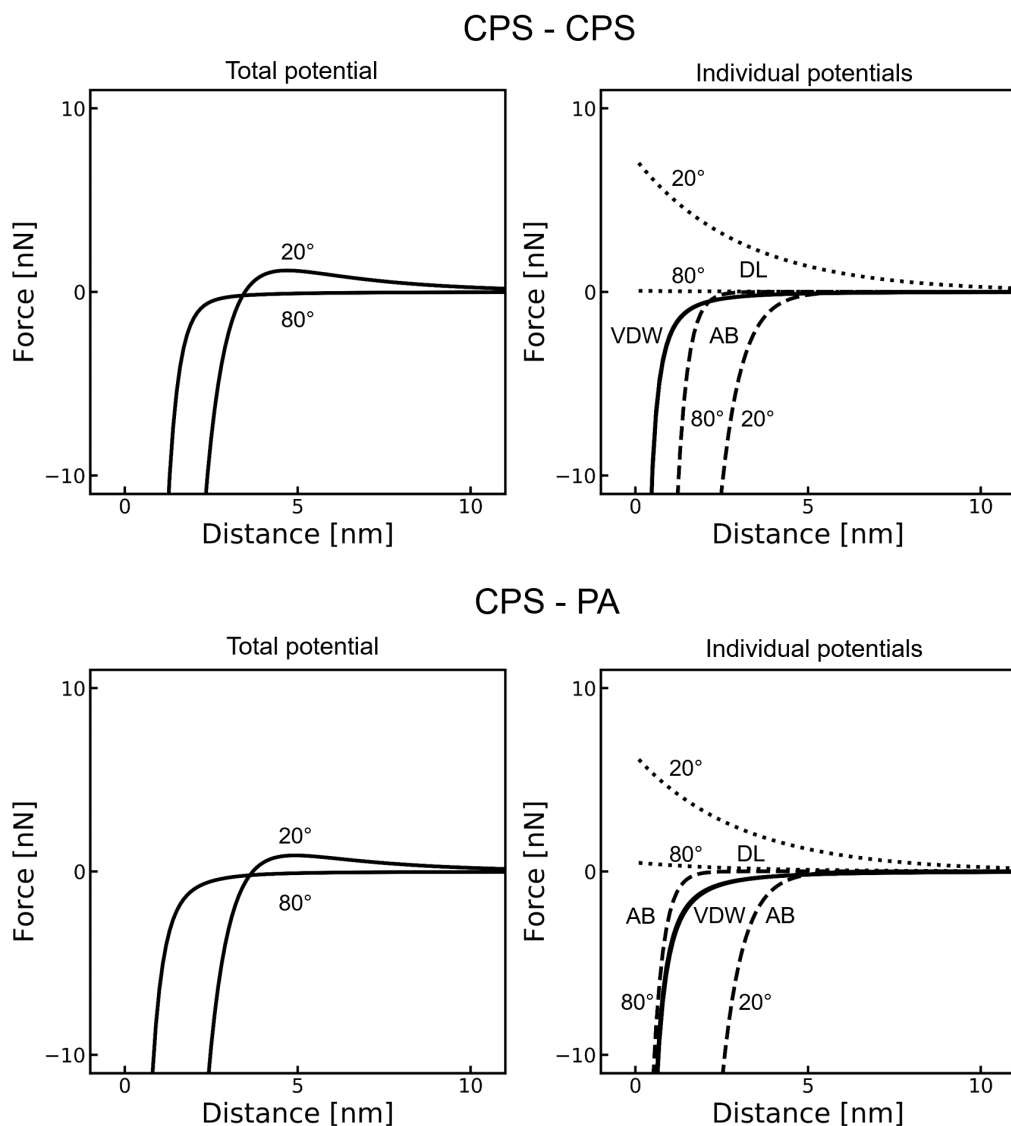 CPS - CPS
Total potential
Individual potentials
10
0
−10
Force [nN]
20°
80°
0
5
10
Distance [nm]
10
0
−10
Force [nN]
20°
80°
DL
VDW
AB
80°
20°
0
5
10
Distance [nm]
CPS - PA
Total potential
Individual potentials
10
0
−10
Force [nN]
20°
80°
0
5
10
Distance [nm]
10
0
−10
Force [nN]
20°
80°
DL
AB
VDW
AB
80°
20°
0
5
10
Distance [nm]